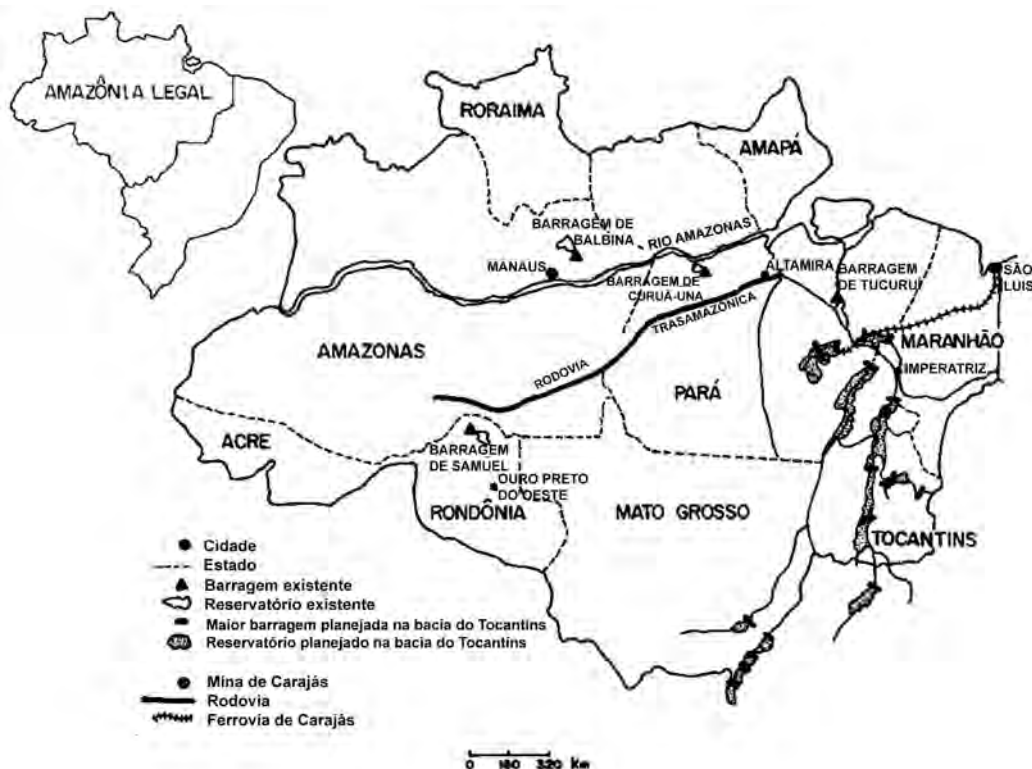 AMAZÔNIA LEGAL
RORAIMA
AMAPÁ
BARRAGEM DE
BALBINA
RIO AMAZONAS
MANAUS
BARRAGEM DE
CURUÁ-UNA
ALTAMIRA
BARRAGEM
DE TUCURUÍ
SÃO
LUIS
TRASAMAZÔNICA
RODOVIA
AMAZONAS
MARANHÃO
IMPERATRIZ
PARÁ
ACRE
BARRAGEM
DE SAMUEL
OURO PRETO
DO OESTE
RONDÔNIA
MATO GROSSO
TOCANTINS
Cidade
Estado
Barragem existente
Reservatório existente
Maior barragem planejada na bacia do Tocantins
Reservatório planejado na bacia do Tocantins
Mina de Carajás
Rodovia
Ferrovia de Carajás
0 160 320 km